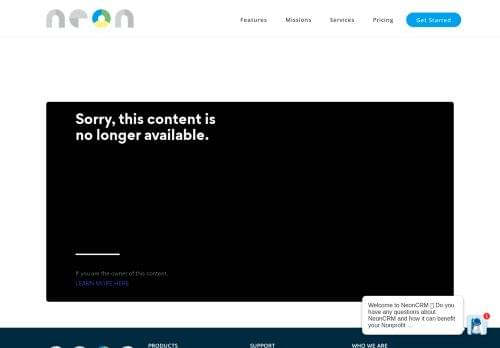 neon
Features Missions Services Pricing Get Started
Sorry, this content is
no longer available.
If you are the owner of this content,
LEARN MORE HERE
Welcome to NeonCRM ▯ Do you
have any questions about
NeonCRM and how it can benefit
your Nonprofit ...
1
PRODUCTS SUPPORT WHO WE ARE